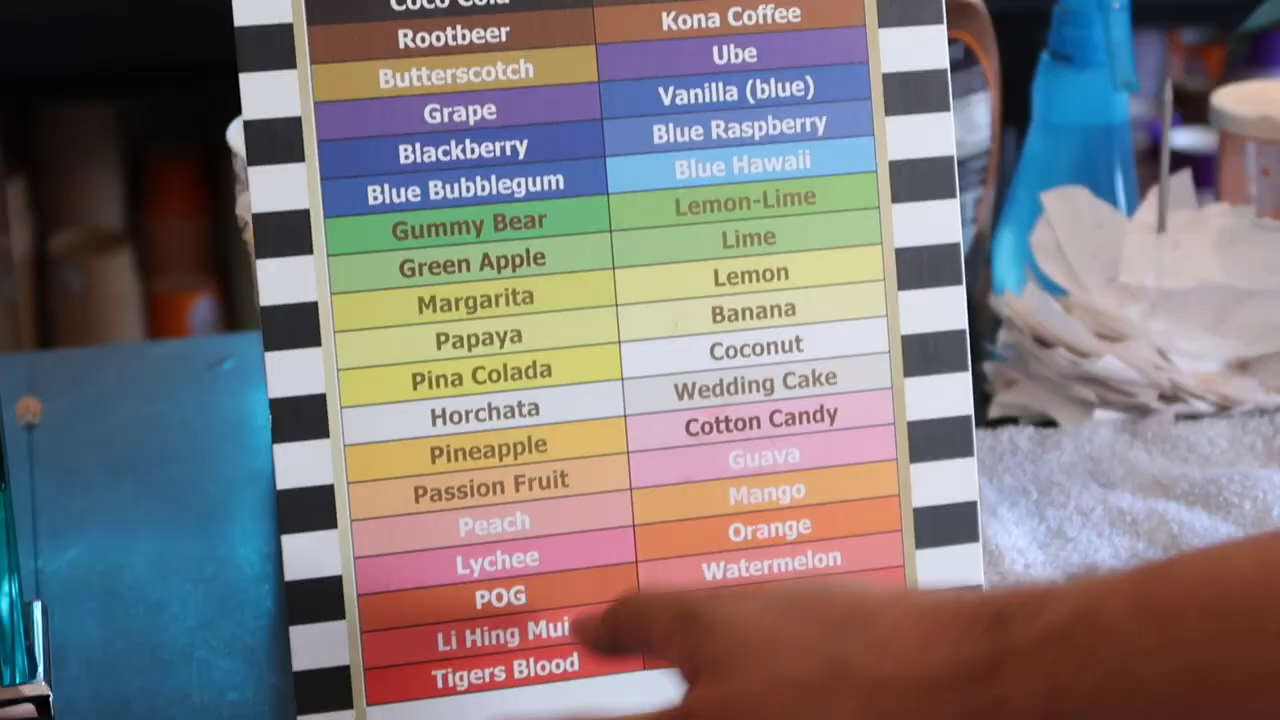 Coco Cola
Rootbeer
Butterscotch
Grape
Blackberry
Blue Bubblegum
Gummy Bear
Green Apple
Margarita
Papaya
Pina Colada
Horchata
Pineapple
Passion Fruit
Peach
Lychee
POG
Li Hing Mui
Tigers Blood
Kona Coffee
Ube
Vanilla (blue)
Blue Raspberry
Blue Hawaii
Lemon-Lime
Lime
Lemon
Banana
Coconut
Wedding Cake
Cotton Candy
Guava
Mango
Orange
Watermelon